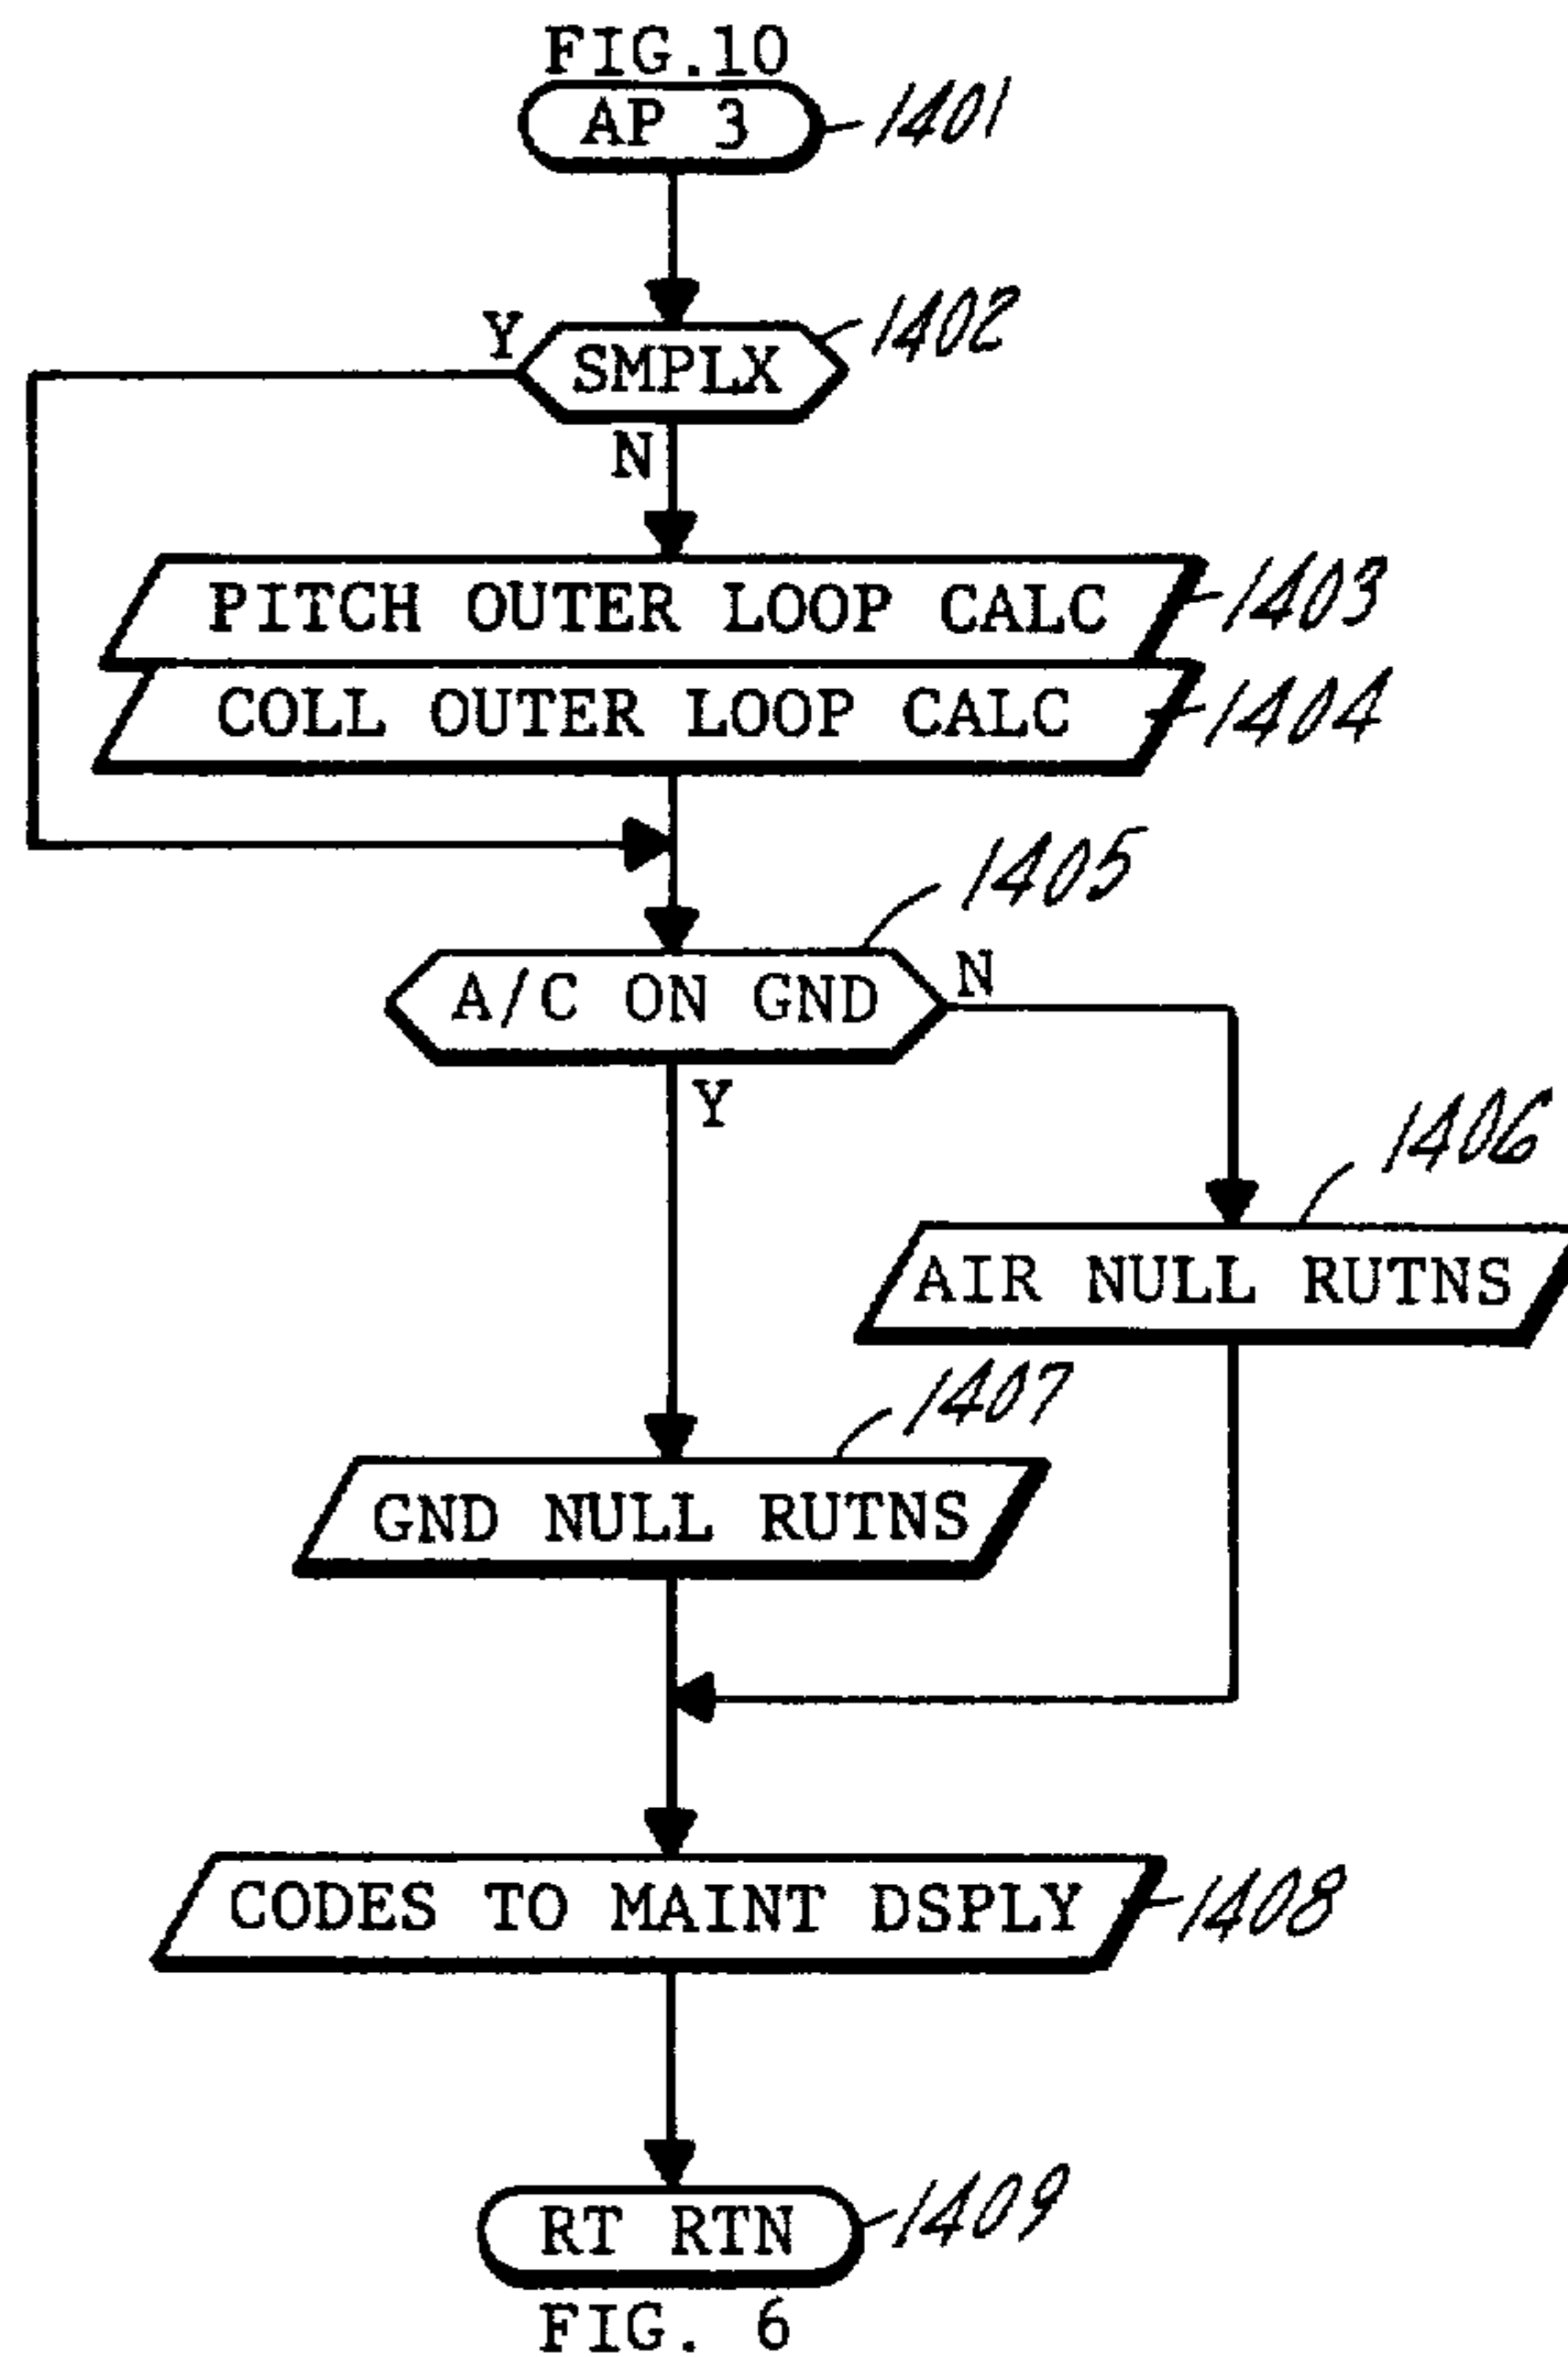 FIG.10
AP 3
1401
Y
SMPLX
1402
N
PITCH OUTER LOOP CALC
1403
COLL OUTER LOOP CALC
1404
1405
A/C ON GND
N
Y
1406
AIR NULL RUTNS
1407
GND NULL RUTNS
CODES TO MAINT DSPLY
1408
RT RTN
1409
FIG. 6